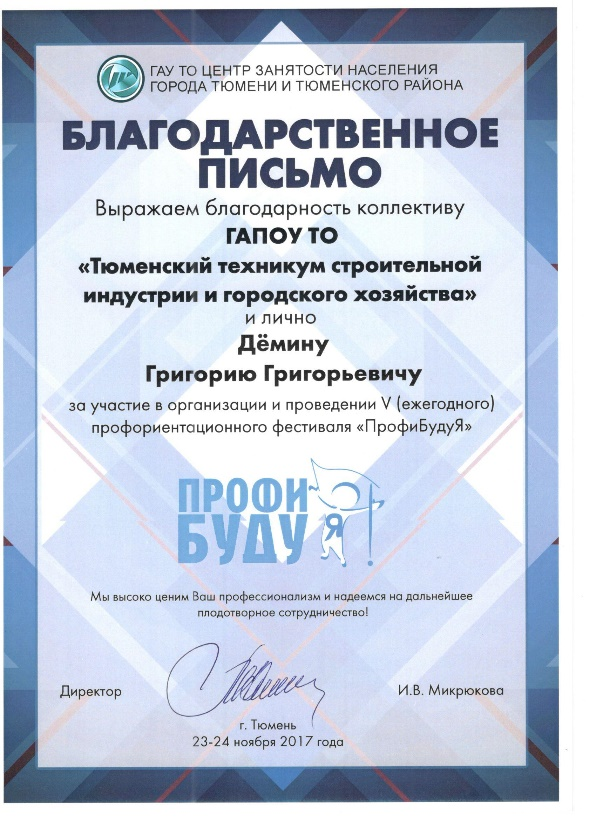 ГАУ ТО ЦЕНТР ЗАНЯТОСТИ НАСЕЛЕНИЯ
ГОРОДА ТЮМЕНИ И ТЮМЕНСКОГО РАЙОНА
БЛАГОДАРСТВЕННОЕ
ПИСЬМО
Выражаем благодарность коллективу
ГАПОУ ТО
«Тюменский техникум строительной
индустрии и городского хозяйства»
и лично
Дёмину
Григорию Григорьевичу
за участие в организации и проведении V (ежегодного)
профориентационного фестиваля «ПрофиБудуЯ»
ПРОФИ
БУДУ Я!
Мы высоко ценим Ваш профессионализм и надеемся на дальнейшее
плодотворное сотрудничество!
Директор И.В. Микрюкова
г. Тюмень
23-24 ноября 2017 года